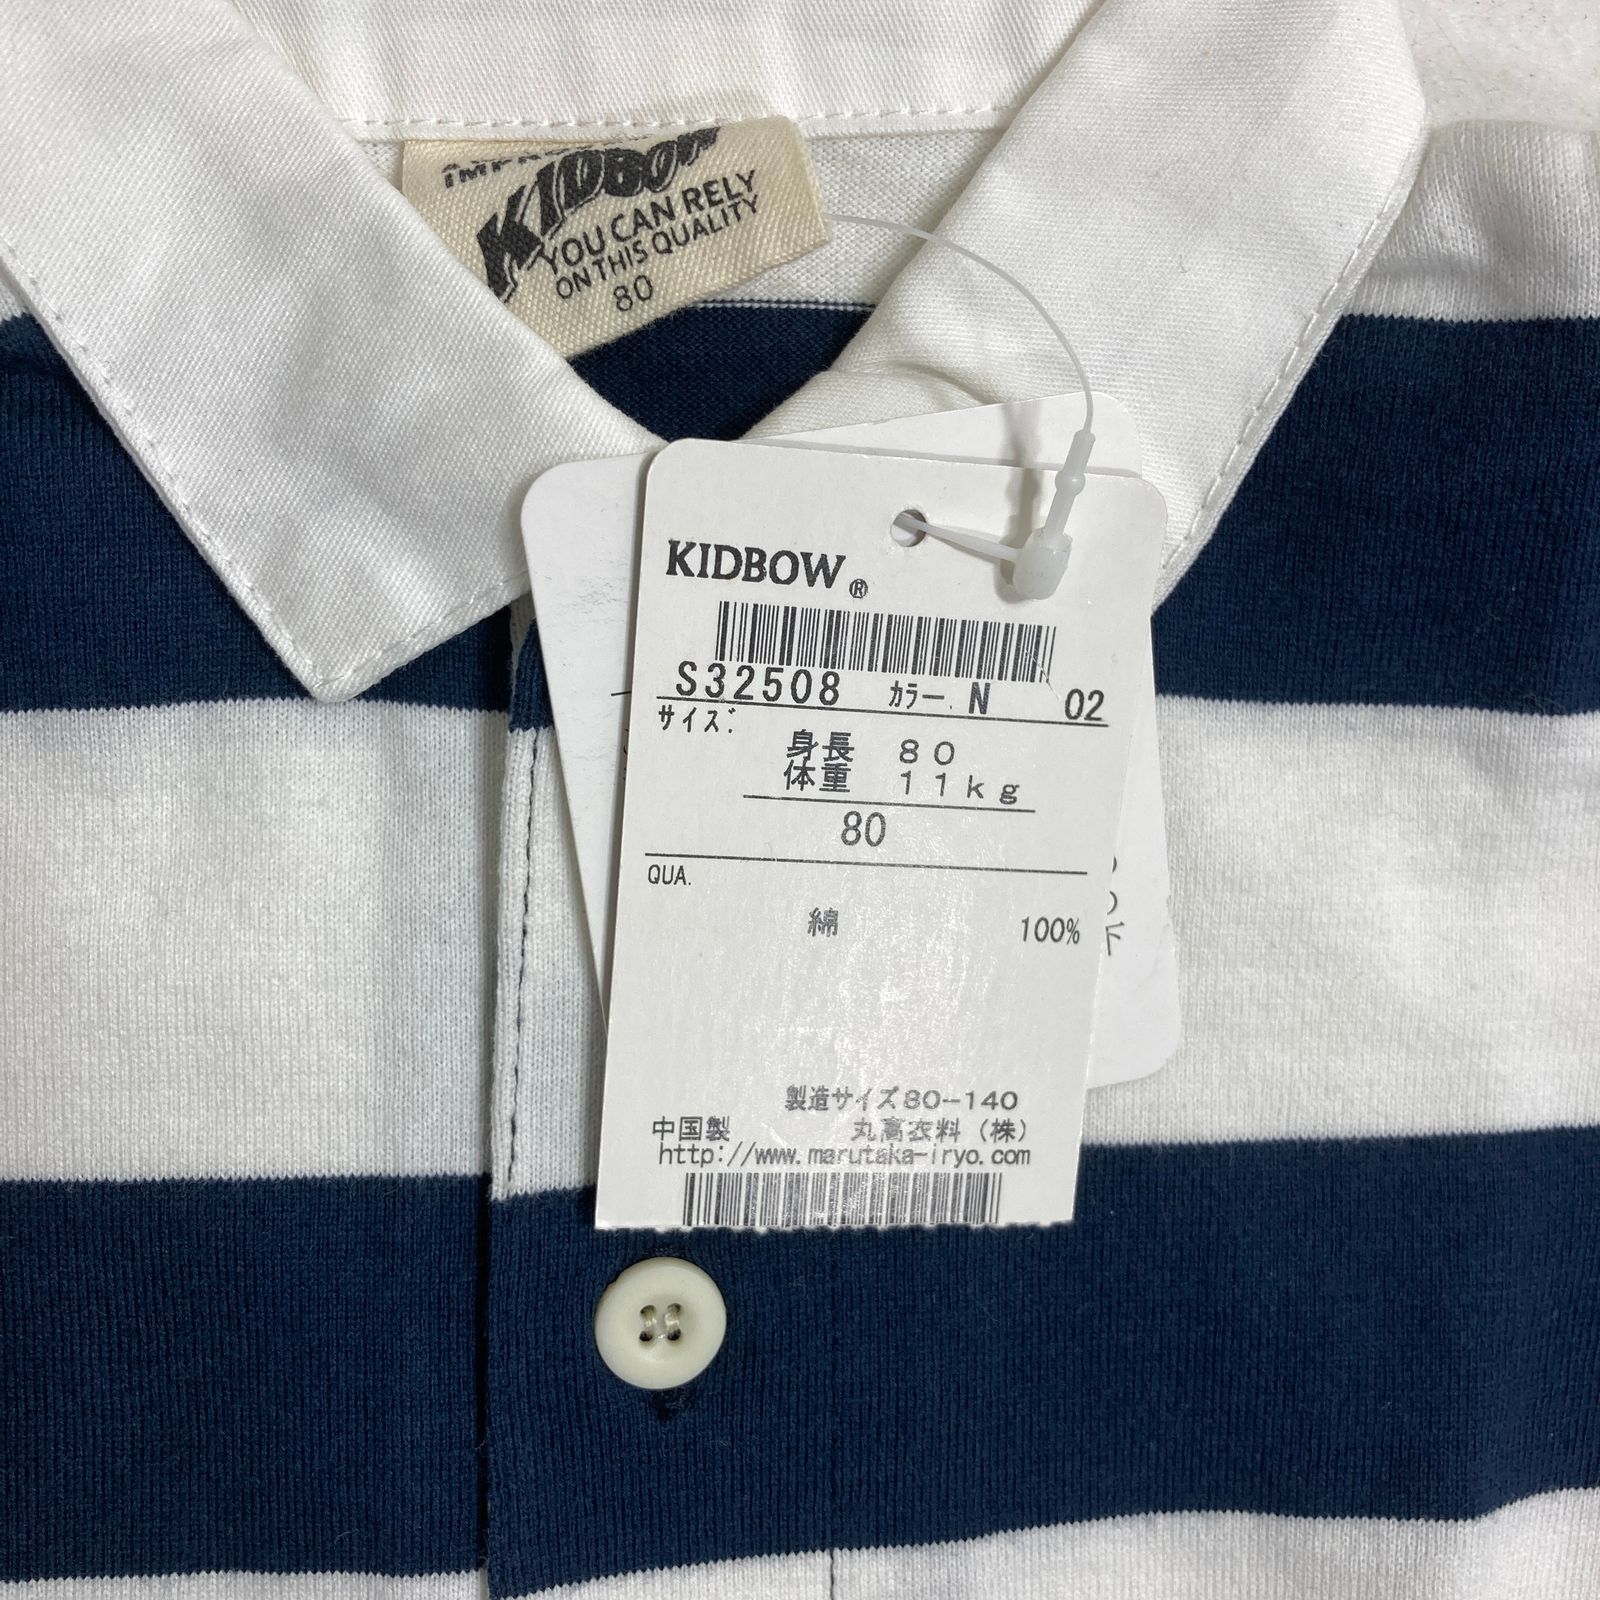 KIDBOW
YOU CAN RELY
ON THIS QUALITY
80
KIDBOW®
S32508 カラー. N 02
サイズ:
身長 80
体重 11kg
80
QUA.
綿 100%
製造サイズ80-140
中国製 丸高衣料(株)
http://www.marutaka-iryo.com